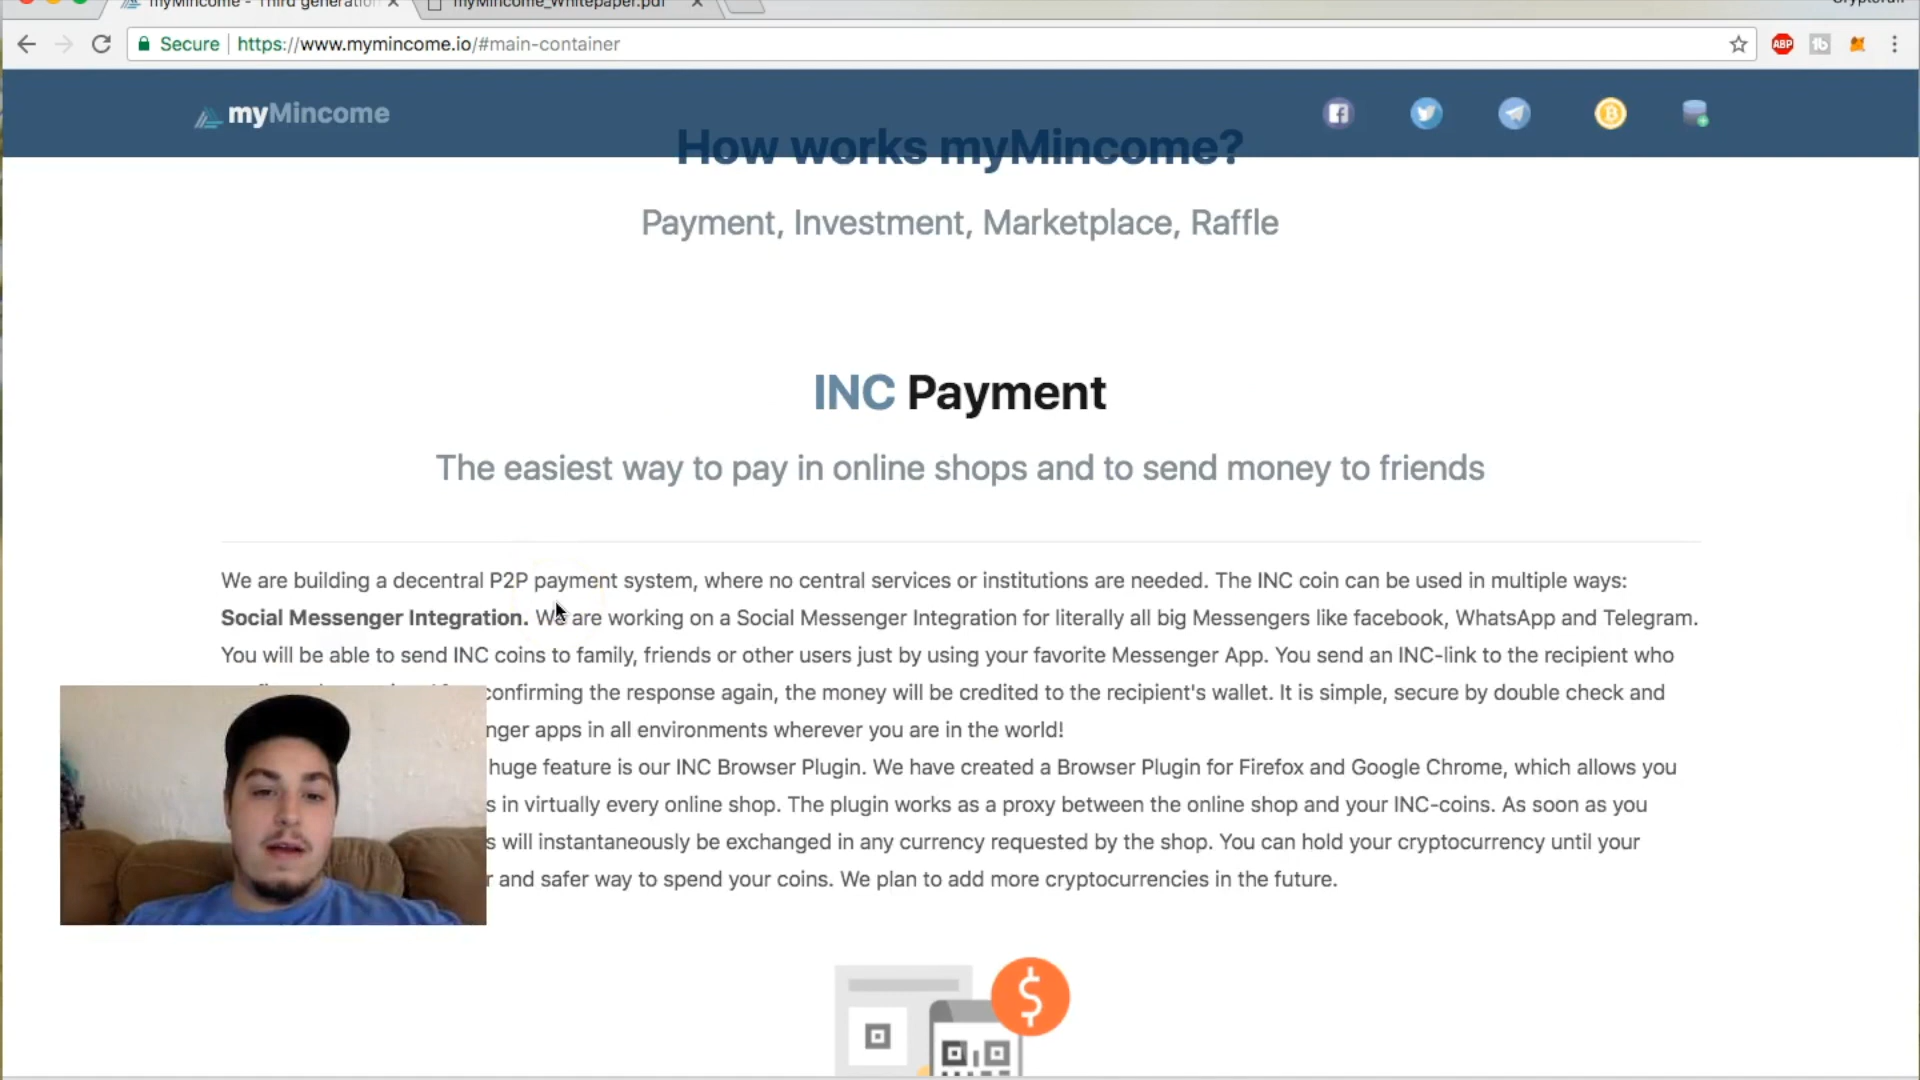 myMincome - Third generation
myMincome_Whitepaper.pdf
Secure https://www.mymincome.io/#main-container
ABP
myMincome
How works myMincome?
Payment, Investment, Marketplace, Raffle
INC Payment
The easiest way to pay in online shops and to send money to friends
We are building a decentral P2P payment system, where no central services or institutions are needed. The INC coin can be used in multiple ways:
Social Messenger Integration. We are working on a Social Messenger Integration for literally all big Messengers like facebook, WhatsApp and Telegram.
You will be able to send INC coins to family, friends or other users just by using your favorite Messenger App. You send an INC-link to the recipient who
confirming the response again, the money will be credited to the recipient's wallet. It is simple, secure by double check and
nger apps in all environments wherever you are in the world!
huge feature is our INC Browser Plugin. We have created a Browser Plugin for Firefox and Google Chrome, which allows you
s in virtually every online shop. The plugin works as a proxy between the online shop and your INC-coins. As soon as you
s will instantaneously be exchanged in any currency requested by the shop. You can hold your cryptocurrency until your
r and safer way to spend your coins. We plan to add more cryptocurrencies in the future.
$